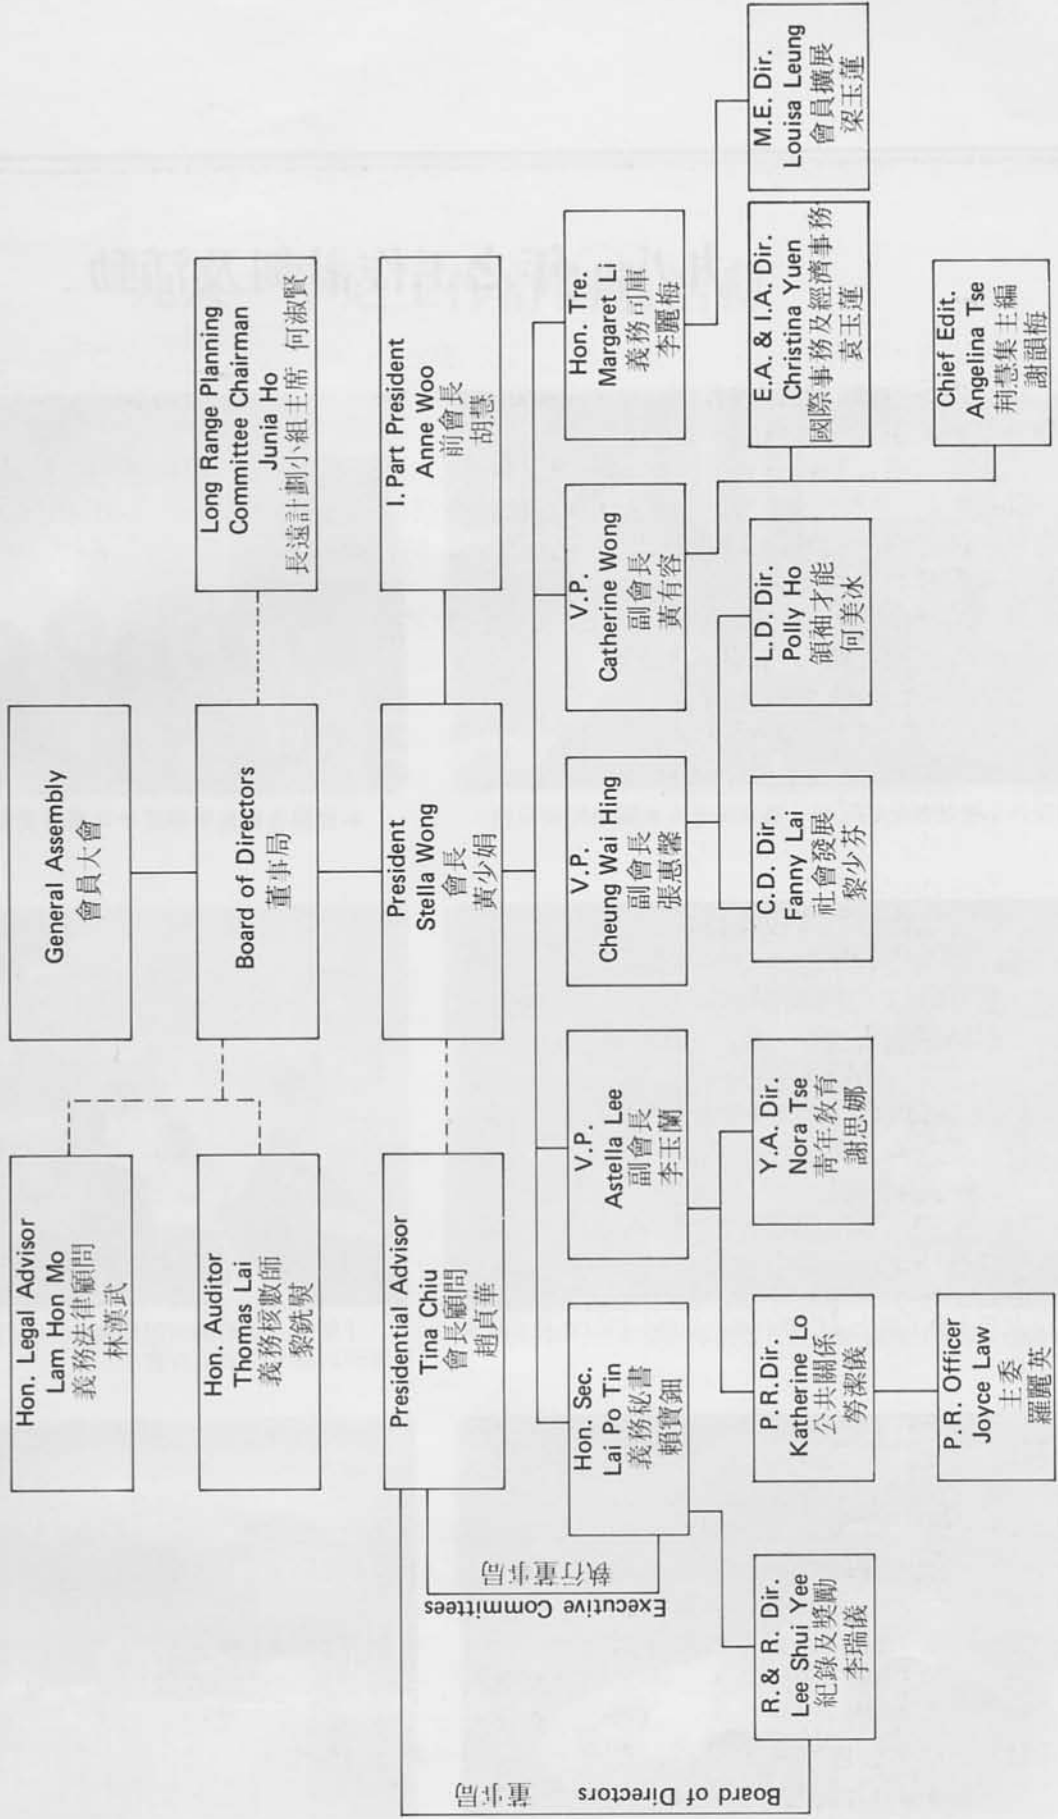 General Assembly
會員大會
Hon. Legal Advisor
Lam Hon Mo
義務法律顧問
林漢武
Hon. Auditor
Thomas Lai
義務核數師
黎銑熨
Board of Directors
董事局
Long Range Planning
Committee Chairman
Junia Ho
長遠計劃小組主席 何淑賢
Presidential Advisor
Tina Chiu
會長顧問
趙貞華
President
Stella Wong
會長
黃少娟
I. Part President
Anne Woo
前會長
胡慧
Executive Committees
執行董事局
Board of Directors
董事局
Hon. Sec.
Lai Po Tin
義務秘書
賴寶鈿
V.P.
Astella Lee
副會長
李玉蘭
V.P.
Cheung Wai Hing
副會長
張惠馨
V.P.
Catherine Wong
副會長
黃有容
Hon. Tre.
Margaret Li
義務司庫
李麗梅
R. & R. Dir.
Lee Shui Yee
紀錄及獎勵
李瑞儀
P.R. Dir.
Katherine Lo
公共關係
勞潔儀
Y.A. Dir.
Nora Tse
青年教育
謝思娜
C.D. Dir.
Fanny Lai
社會發展
黎少芬
L.D. Dir.
Polly Ho
領袖才能
何美冰
E.A. & I.A. Dir.
Christina Yuen
國際事務及經濟事務
袁玉蓮
M.E. Dir.
Louisa Leung
會員擴展
梁玉蓮
P.R. Officer
Joyce Law
主委
羅麗英
Chief Edit.
Angelina Tse
荆慧集主編
謝韻梅